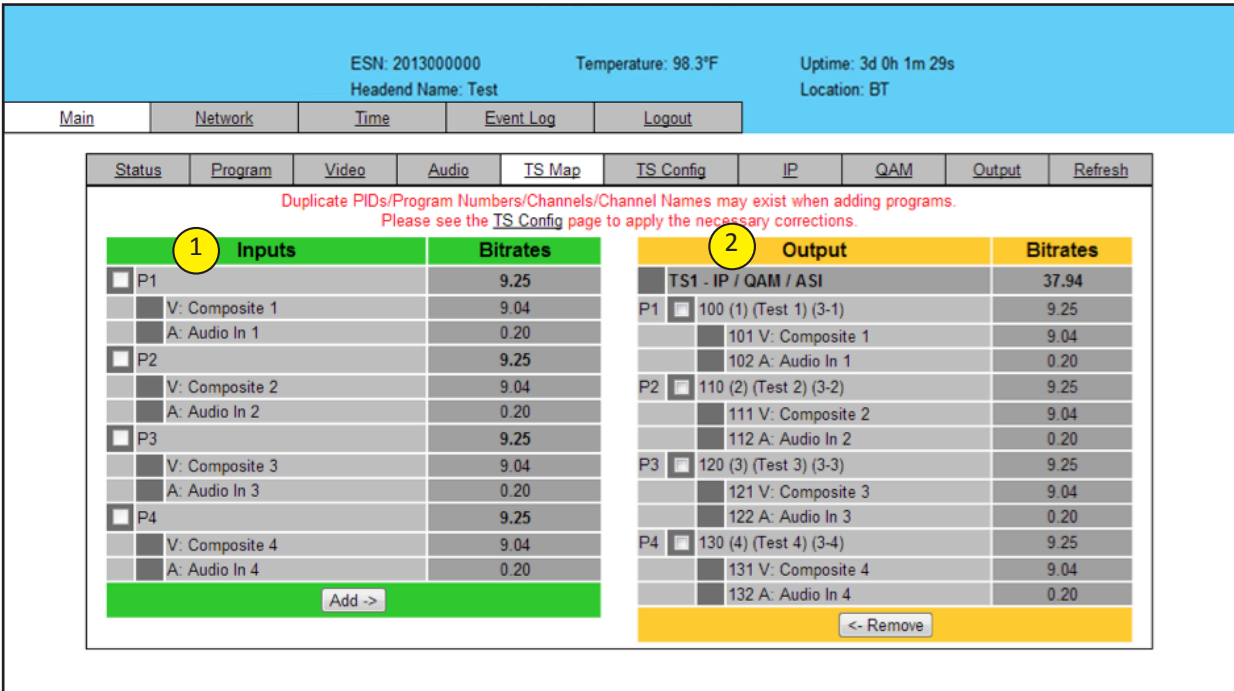 ESN: 2013000000 Temperature: 98.3°F Uptime: 3d 0h 1m 29s
Headend Name: Test Location: BT
Main Network Time Event Log Logout
Status Program Video Audio TS Map TS Config IP QAM Output Refresh
Duplicate PIDs/Program Numbers/Channels/Channel Names may exist when adding programs.
Please see the TS Config page to apply the necessary corrections.
1 Inputs Bitrates
P1 9.25
V: Composite 1 9.04
A: Audio In 1 0.20
P2 9.25
V: Composite 2 9.04
A: Audio In 2 0.20
P3 9.25
V: Composite 3 9.04
A: Audio In 3 0.20
P4 9.25
V: Composite 4 9.04
A: Audio In 4 0.20
Add ->
2 Output Bitrates
TS1 - IP / QAM / ASI 37.94
P1 100 (1) (Test 1) (3-1) 9.25
101 V: Composite 1 9.04
102 A: Audio In 1 0.20
P2 110 (2) (Test 2) (3-2) 9.25
111 V: Composite 2 9.04
112 A: Audio In 2 0.20
P3 120 (3) (Test 3) (3-3) 9.25
121 V: Composite 3 9.04
122 A: Audio In 3 0.20
P4 130 (4) (Test 4) (3-4) 9.25
131 V: Composite 4 9.04
132 A: Audio In 4 0.20
<- Remove